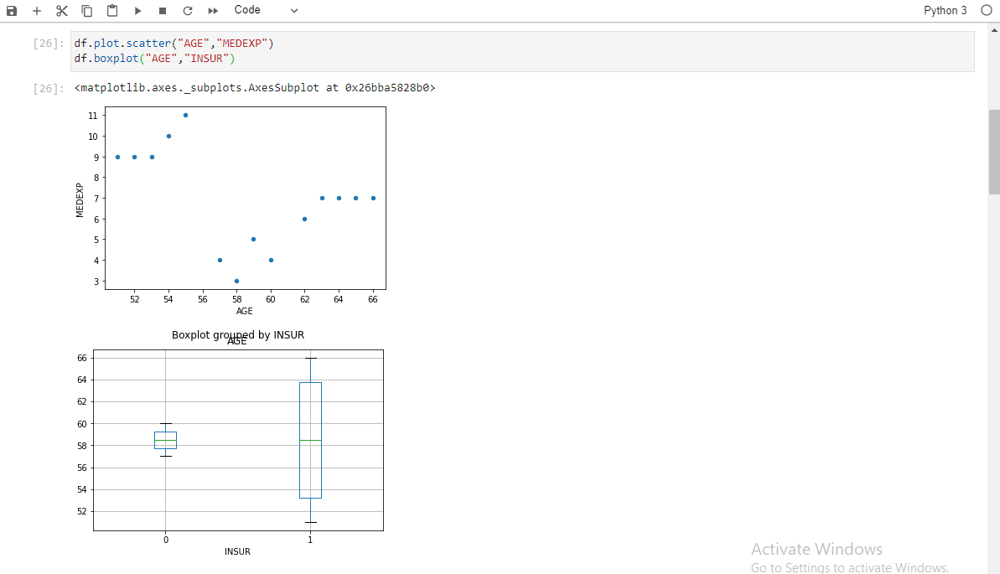 Code
Python 3
[26]: df.plot.scatter("AGE","MEDEXP")
df.boxplot("AGE","INSUR")
[26]: <matplotlib.axes._subplots.AxesSubplot at 0x26bba5828b0>
11
10
9
8
7
6
5
4
3
MEDEXP
52 54 56 58 60 62 64 66
AGE
Boxplot grouped by INSUR
AGE
66
64
62
60
58
56
54
52
0 1
INSUR
Activate Windows
Go to Settings to activate Windows.